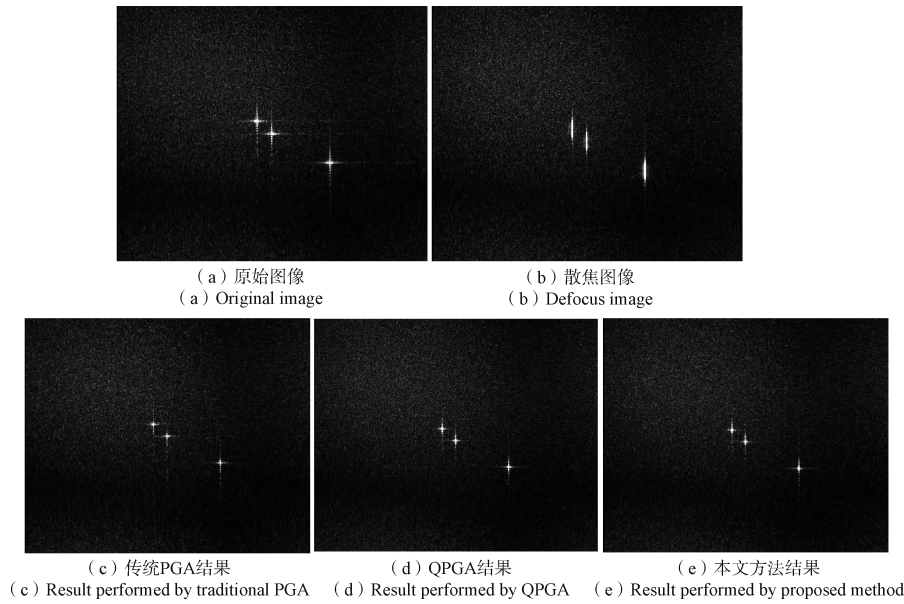 （a）原始图像
（a）Original image
（b）散焦图像
（b）Defocus image
（c）传统PGA结果
（c）Result performed by traditional PGA
（d）QPGA结果
（d）Result performed by QPGA
（e）本文方法结果
（e）Result performed by proposed method